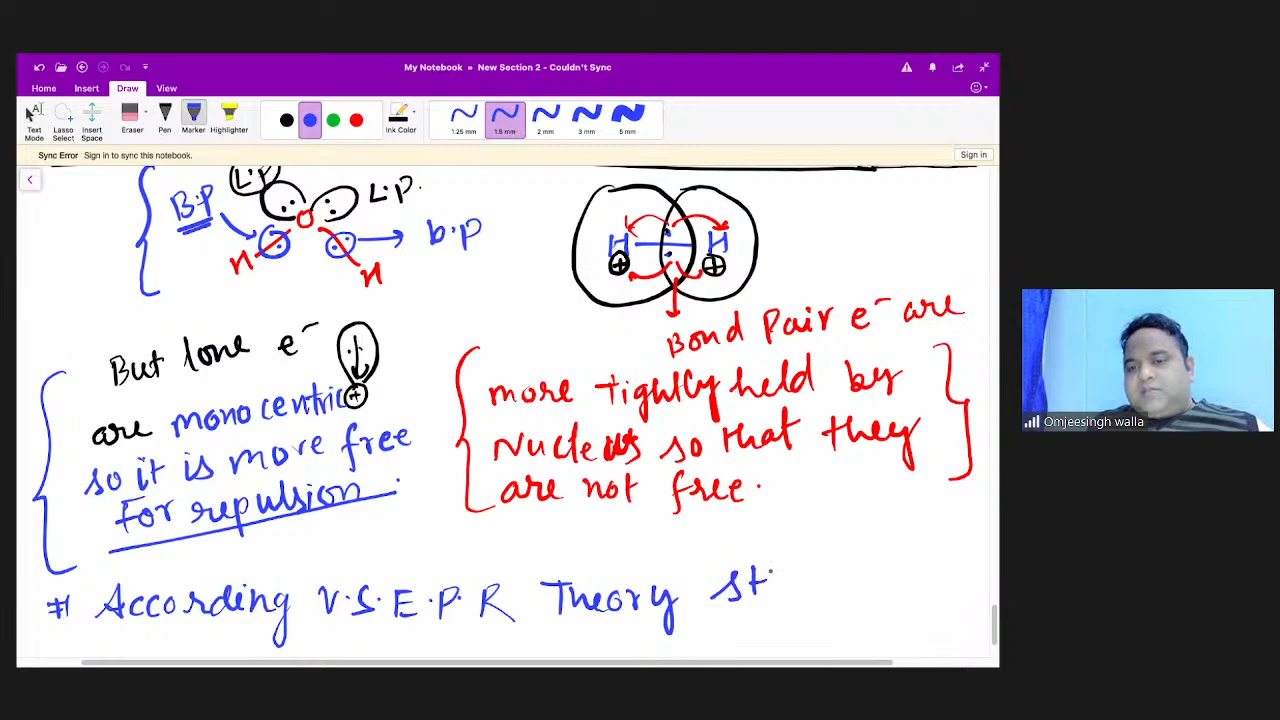 My Notebook » New Section 2 - Couldn't Sync
Home Insert Draw View
Text Mode
Lasso Select
Insert Space
Eraser
Pen
Marker
Highlighter
Ink Color
1.25 mm
1.5 mm
2 mm
3 mm
5 mm
Sync Error Sign in to sync this notebook.
Sign in
L.P
L.P.
B.P
O
b.p
H
H
H
H
+
+
Bond Pair e⁻ are
more tightly held by
Nucleus so that they
are not free.
But lone e⁻
+
are monocentric
so it is more free
For repulsion.
# According V.S.E.P.R Theory st
Omjeesingh walla